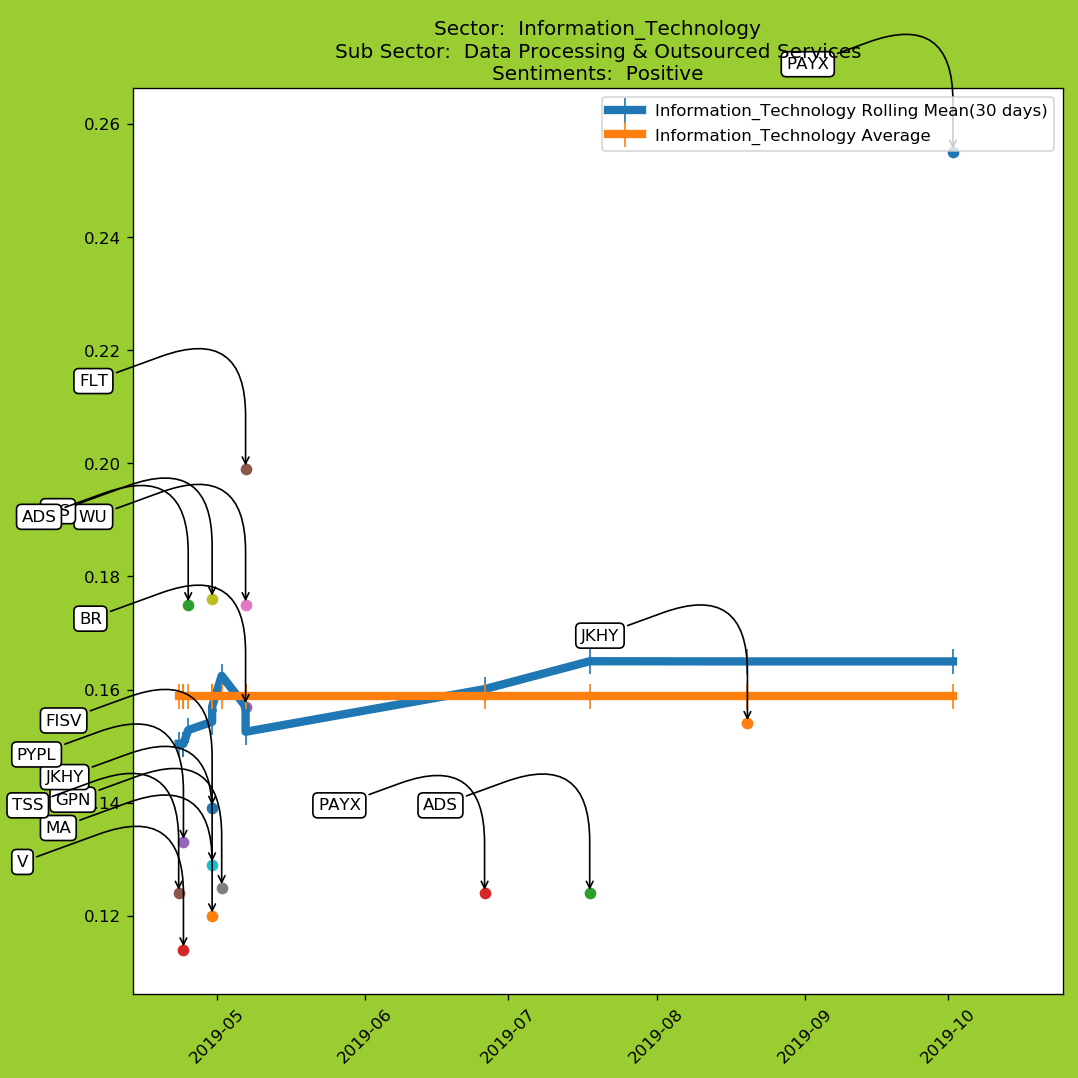 Sector:  Information_Technology
Sub Sector:  Data Processing & Outsourced Services
Sentiments:  Positive
PAYX
Information_Technology Rolling Mean(30 days)
Information_Technology Average
0.26
0.24
0.22
FLT
0.20
ADS
WU
0.18
BR
JKHY
0.16
FISV
PYPL
JKHY
GPN
TSS
PAYX
ADS
MA
V
0.12
2019-05
2019-06
2019-07
2019-08
2019-09
2019-10